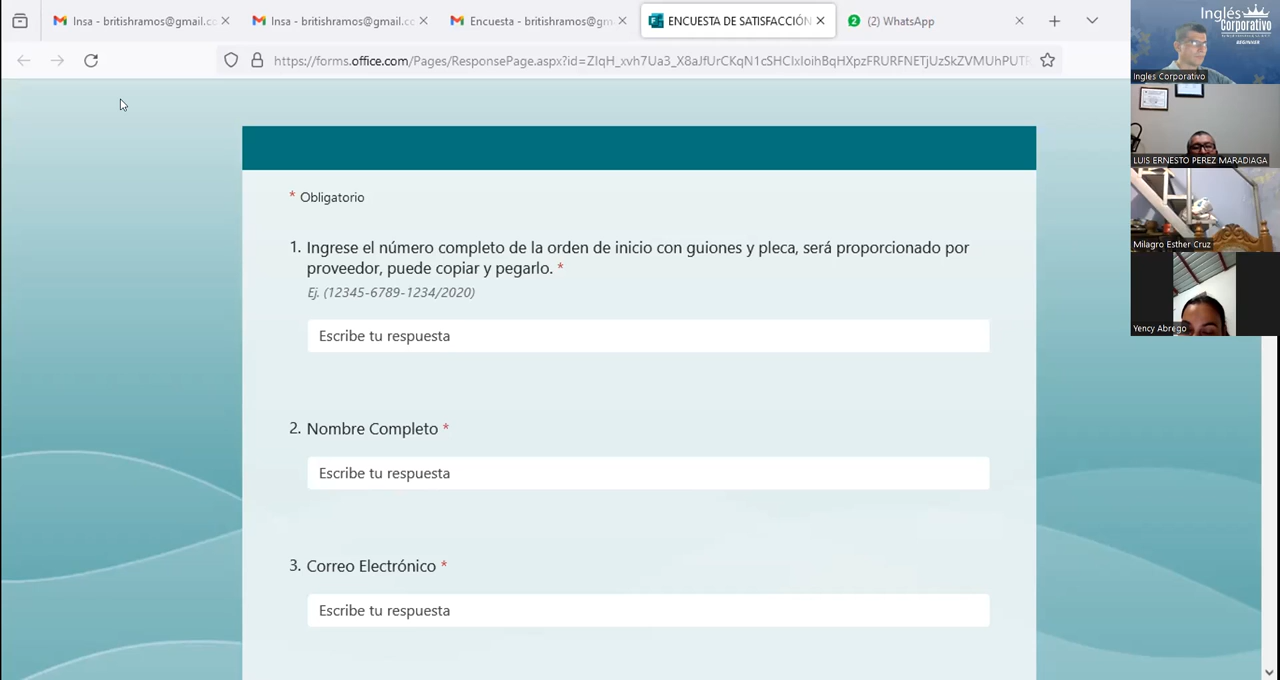 Insa - britishramos@gmail.co
Insa - britishramos@gmail.cc
Encuesta - britishramos@gm
ENCUESTA DE SATISFACCIÓN
2
(2) WhatsApp
https://forms.office.com/Pages/ResponsePage.aspx?id=ZIqH_xvh7Ua3_X8aJfUrCKqN1cSHCIxIoihBqHXpzFRURFNETjUzSkZVMUhPUTR
* Obligatorio
1. Ingrese el número completo de la orden de inicio con guiones y pleca, será proporcionado por
proveedor, puede copiar y pegarlo. *
Ej. (12345-6789-1234/2020)
Escribe tu respuesta
2. Nombre Completo *
Escribe tu respuesta
3. Correo Electrónico *
Escribe tu respuesta
Inglés
Corporativo
BEGINNER
Ingles Corporativo
LUIS ERNESTO PEREZ MARADIAGA
Milagro Esther Cruz
Yency Abrego